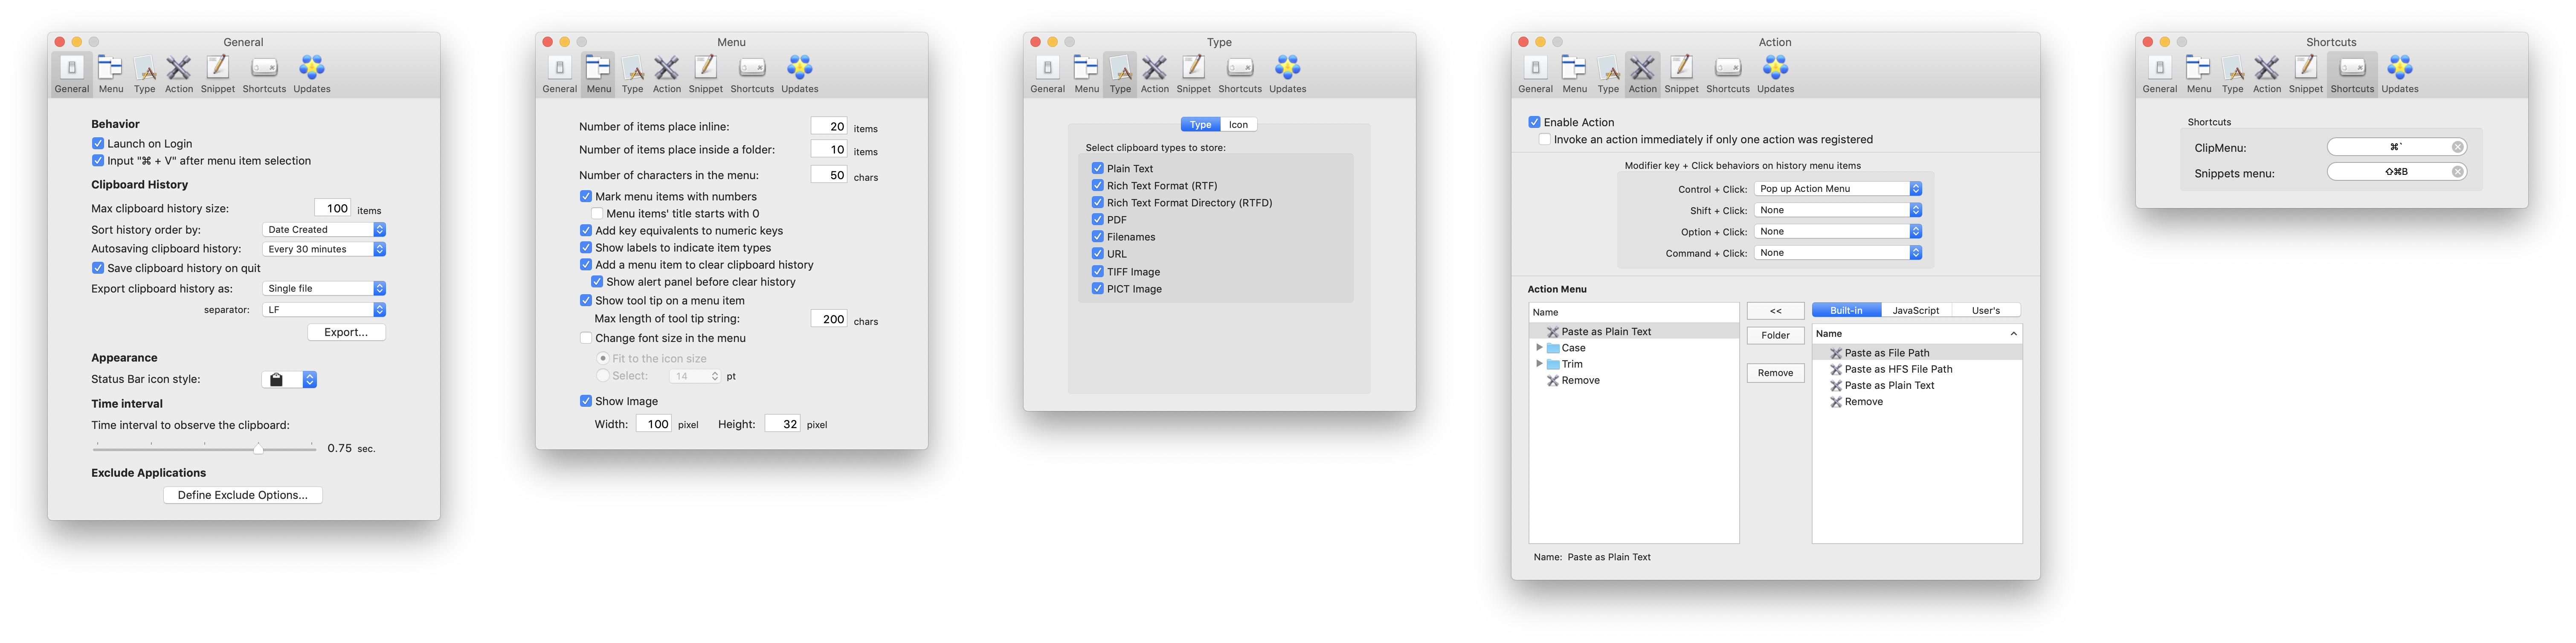 General
General Menu Type Action Snippet Shortcuts Updates
Behavior
Launch on Login
Input "⌘ + V" after menu item selection
Clipboard History
Max clipboard history size: 100 items
Sort history order by: Date Created
Autosaving clipboard history: Every 30 minutes
Save clipboard history on quit
Export clipboard history as: Single file
separator: LF
Export...
Appearance
Status Bar icon style:
Time interval
Time interval to observe the clipboard:
0.75 sec.
Exclude Applications
Define Exclude Options...
Menu
General Menu Type Action Snippet Shortcuts Updates
Number of items place inline: 20 items
Number of items place inside a folder: 10 items
Number of characters in the menu: 50 chars
Mark menu items with numbers
Menu items' title starts with 0
Add key equivalents to numeric keys
Show labels to indicate item types
Add a menu item to clear clipboard history
Show alert panel before clear history
Show tool tip on a menu item
Max length of tool tip string: 200 chars
Change font size in the menu
Fit to the icon size
Select: 14 pt
Show Image
Width: 100 pixel Height: 32 pixel
Type
General Menu Type Action Snippet Shortcuts Updates
Type Icon
Select clipboard types to store:
Plain Text
Rich Text Format (RTF)
Rich Text Format Directory (RTFD)
PDF
Filenames
URL
TIFF Image
PICT Image
Action
General Menu Type Action Snippet Shortcuts Updates
Enable Action
Invoke an action immediately if only one action was registered
Modifier key + Click behaviors on history menu items
Control + Click: Pop up Action Menu
Shift + Click: None
Option + Click: None
Command + Click: None
Action Menu
Name
Paste as Plain Text
Case
Trim
Remove
<<
Folder
Remove
Built-in JavaScript User's
Name
Paste as File Path
Paste as HFS File Path
Paste as Plain Text
Remove
Name: Paste as Plain Text
Shortcuts
General Menu Type Action Snippet Shortcuts Updates
Shortcuts
ClipMenu: ⌘`
Snippets menu: ⇧⌘B